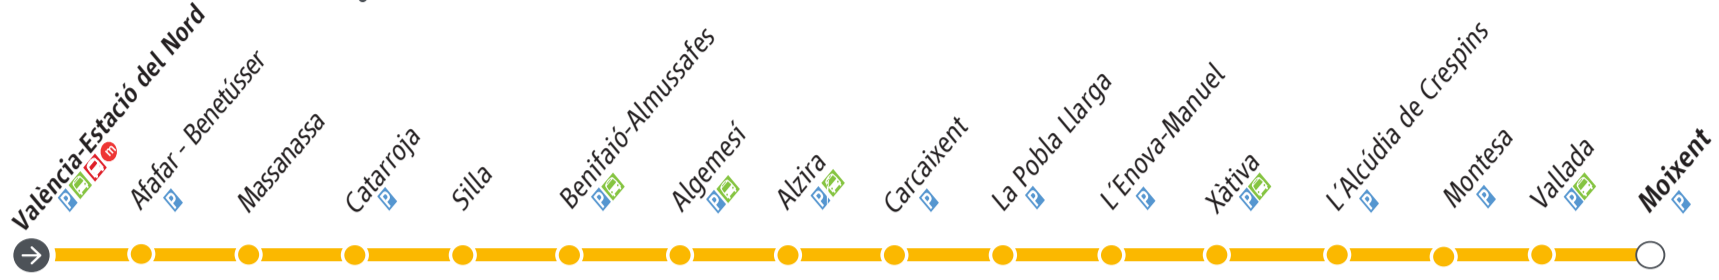 València-Estació del Nord
Afafar - Benetússer
Massanassa
Catarroja
Silla
Benifaió-Almussafes
Algemesí
Alzira
Carcaixent
La Pobla Llarga
L´Enova-Manuel
Xàtiva
L´Alcúdia de Crespins
Montesa
Vallada
Moixent